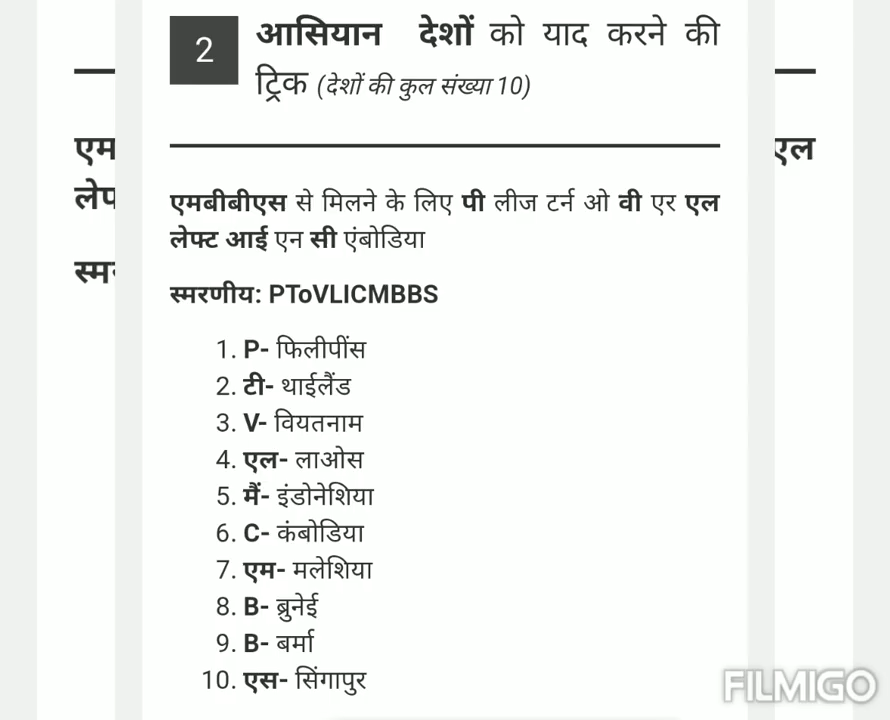 2
आसियान देशों को याद करने की
ट्रिक (देशों की कुल संख्या 10)
एम
लेप
स्म
एल
एमबीबीएस से मिलने के लिए पी लीज टर्न ओ वी एर एल
लेफ्ट आई एन सी एंबोडिया
स्मरणीय: PToVLICMBBS
1. P- फिलीपींस
2. टी- थाईलैंड
3. V- वियतनाम
4. एल- लाओस
5. मैं- इंडोनेशिया
6. C- कंबोडिया
7. एम- मलेशिया
8. B- ब्रुनेई
9. B- बर्मा
10. एस- सिंगापुर
FILMIGO